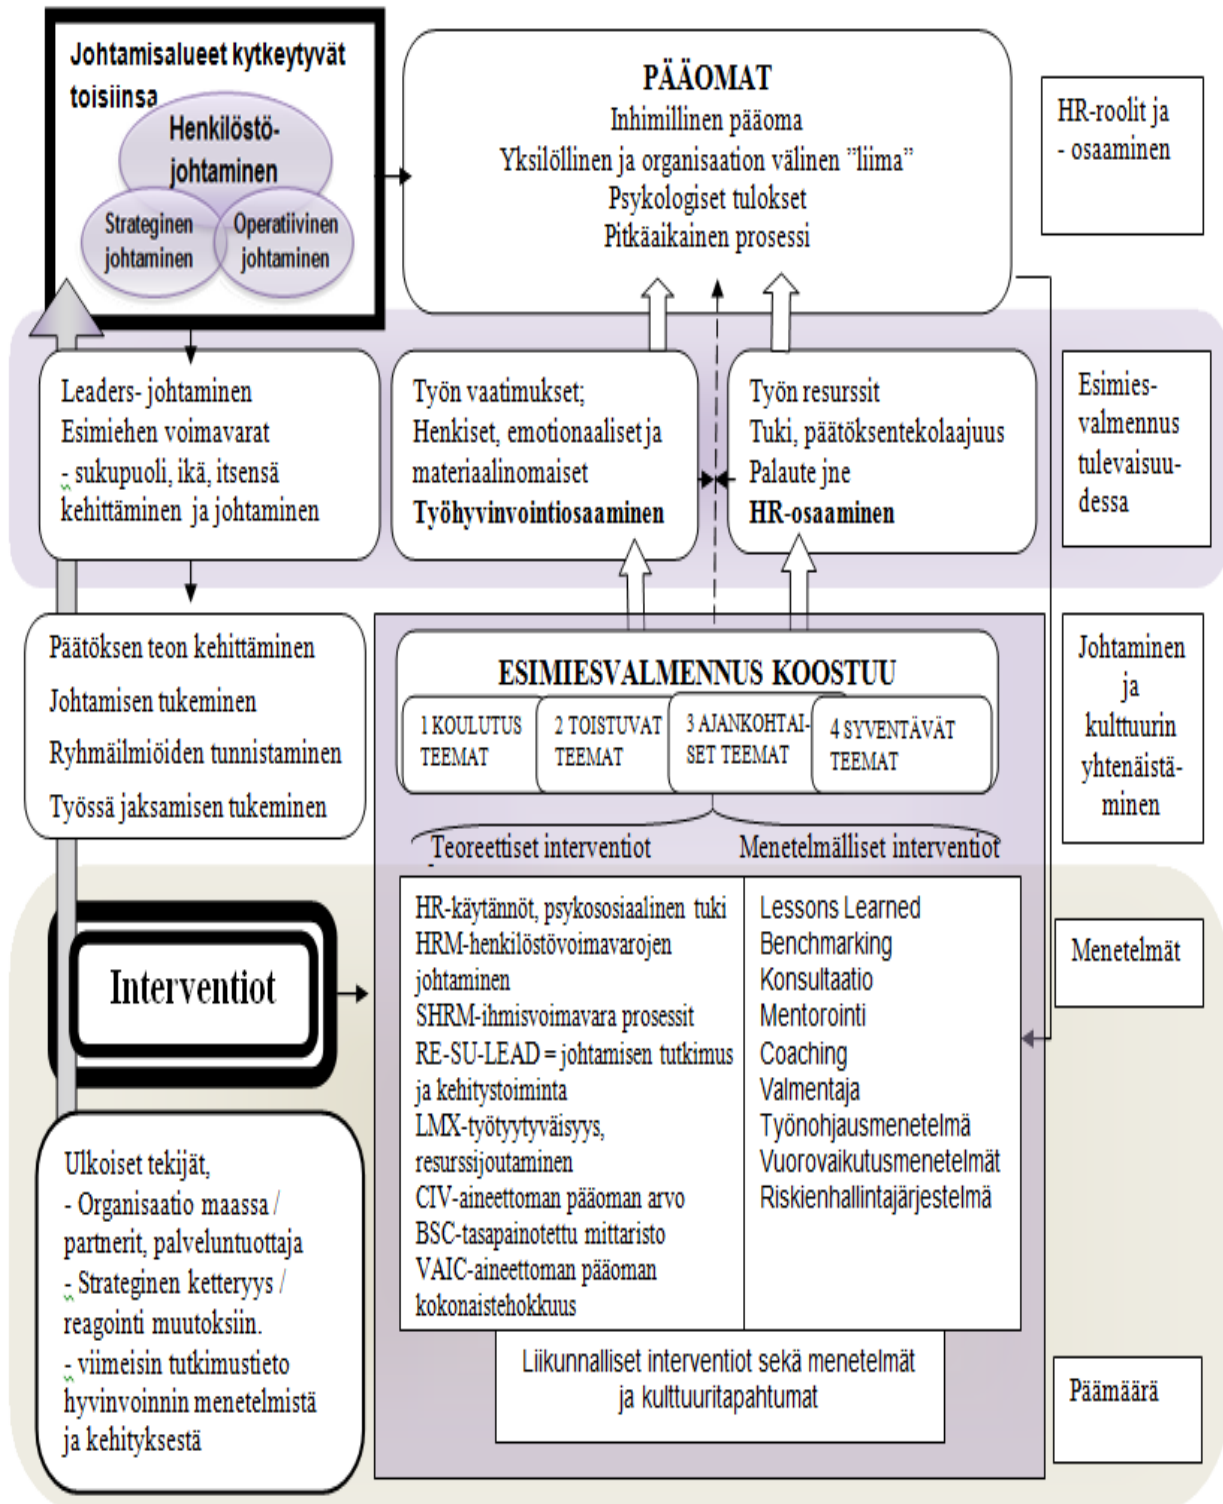 Johtamisalueet kytkeytyvät
toisiinsa
Henkilöstö-
johtaminen
Strateginen
johtaminen
Operatiivinen
johtaminen
PÄÄOMAT
Inhimillinen pääoma
Yksilöllinen ja organisaation välinen ”liima”
Psykologiset tulokset
Pitkäaikainen prosessi
HR-roolit ja
- osaaminen
Leaders- johtaminen
Esimiehen voimavarat
- sukupuoli, ikä, itsensä
kehittäminen ja johtaminen
Työn vaatimukset;
Henkiset, emotionaaliset ja
materiaalinomaiset
Työhyvinvointiosaaminen
Työn resurssit
Tuki, päätöksentekolaajuus
Palaute jne
HR-osaaminen
Esimies-
valmennus
tulevaisuu-
dessa
Päätöksen teon kehittäminen
Johtamisen tukeminen
Ryhmäilmiöiden tunnistaminen
Työssä jaksamisen tukeminen
ESIMIESVALMENNUS KOOSTUU
1 KOULUTUS
TEEMAT
2 TOISTUVAT
TEEMAT
3 AJANKOHTAI-
SET TEEMAT
4 SYVENTÄVÄT
TEEMAT
Johtaminen
ja
kulttuurin
yhtenäistä-
minen
Teoreettiset interventiot
Menetelmälliset interventiot
Interventiot
HR-käytännöt, psykososiaalinen tuki
HRM-henkilöstövoimavarojen
johtaminen
SHRM-ihmisvoimavara prosessit
RE-SU-LEAD = johtamisen tutkimus
ja kehitystoiminta
LMX-työtyytyväisyys,
resurssijoutaminen
CIV-aineettoman pääoman arvo
BSC-tasapainotettu mittaristo
VAIC-aineettoman pääoman
kokonaistehokkuus
Lessons Learned
Benchmarking
Konsultaatio
Mentorointi
Coaching
Valmentaja
Työnohjausmenetelmä
Vuorovaikutusmenetelmät
Riskienhallintajärjestelmä
Menetelmät
Ulkoiset tekijät,
- Organisaatio maassa /
partnerit, palveluntuottaja
- Strateginen ketteryys /
reagointi muutoksiin.
- viimeisin tutkimustieto
hyvinvoinnin menetelmistä
ja kehityksestä
Liikunnalliset interventiot sekä menetelmät
ja kulttuuritapahtumat
Päämäärä